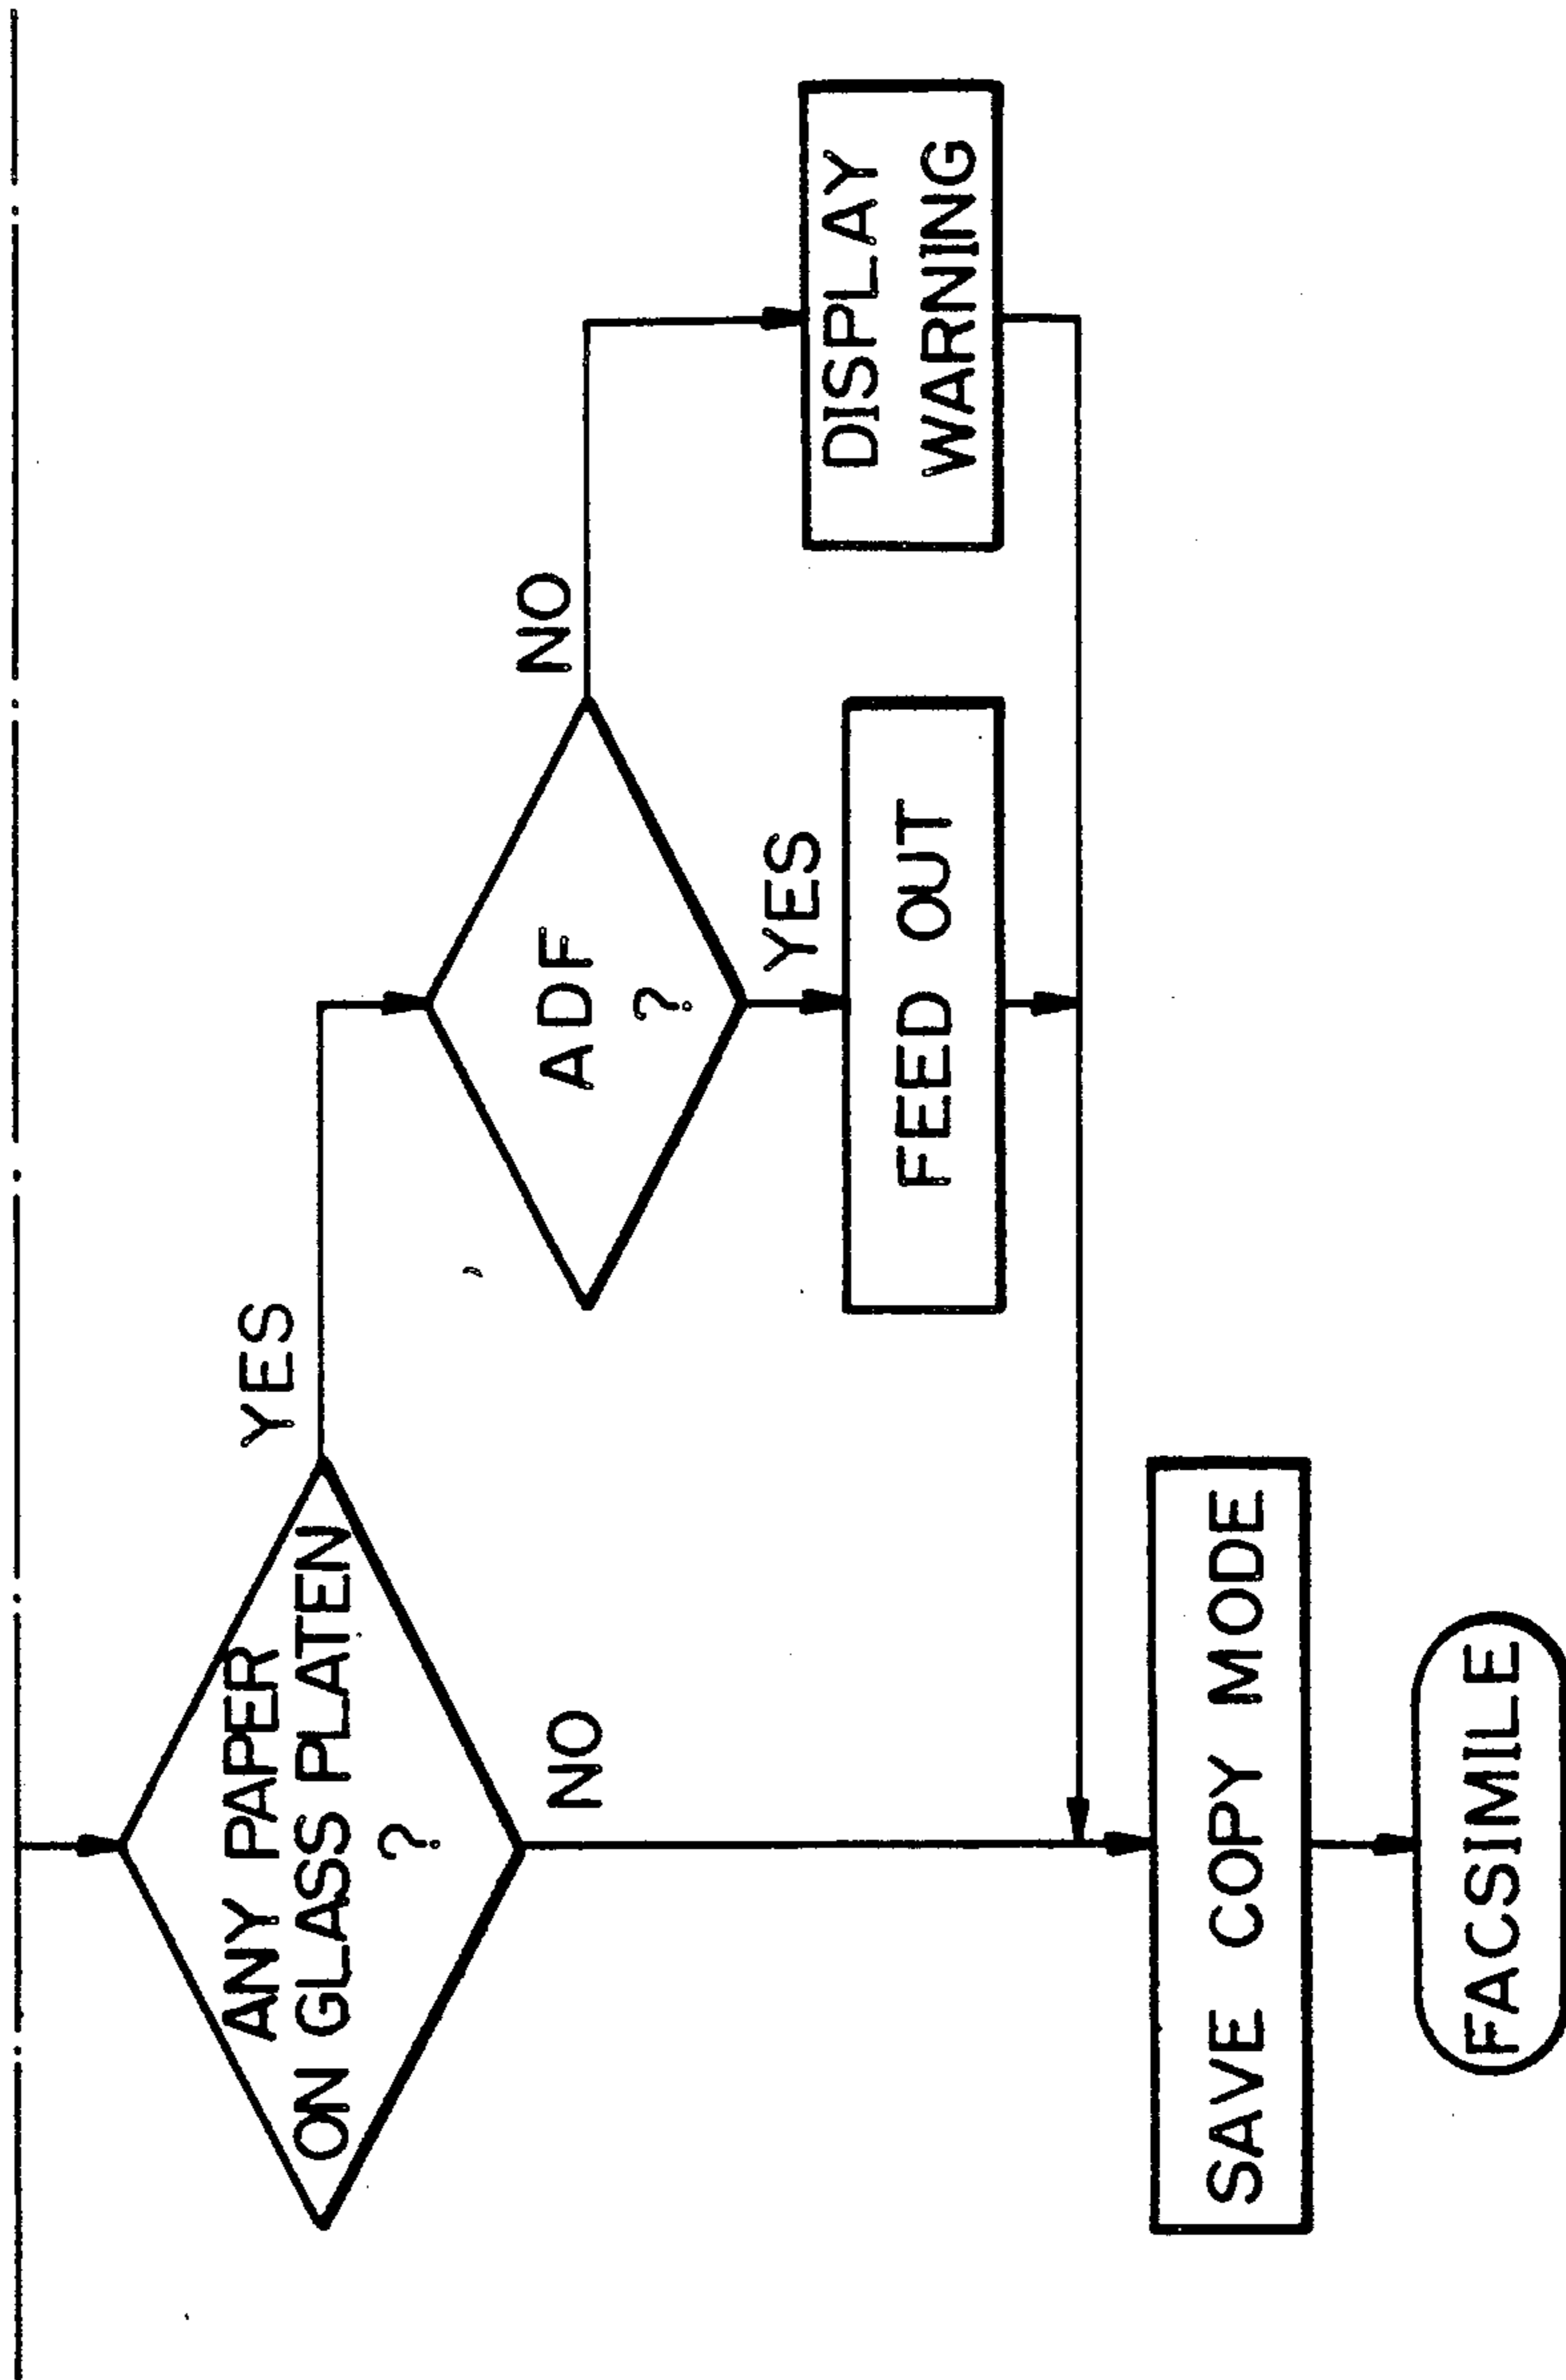 ANY PAPER
ON GLASS PLATEN
?
YES
NO
ADF
?
NO
YES
FEED OUT
DISPLAY
WARNING
SAVE COPY MODE
FACSIMILE